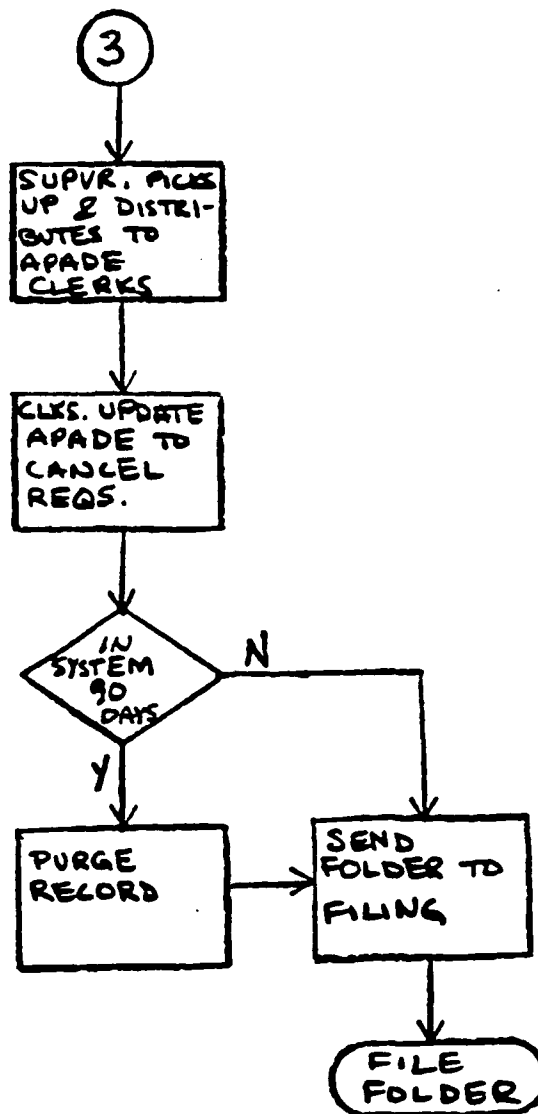 3
SUPVR. PICKS
UP & DISTRI-
BUTES TO
APADE
CLERKS
CLKS. UPDATE
APADE TO
CANCEL
REQS.
IN
SYSTEM
90
DAYS
N
Y
PURGE
RECORD
SEND
FOLDER TO
FILING
FILE
FOLDER